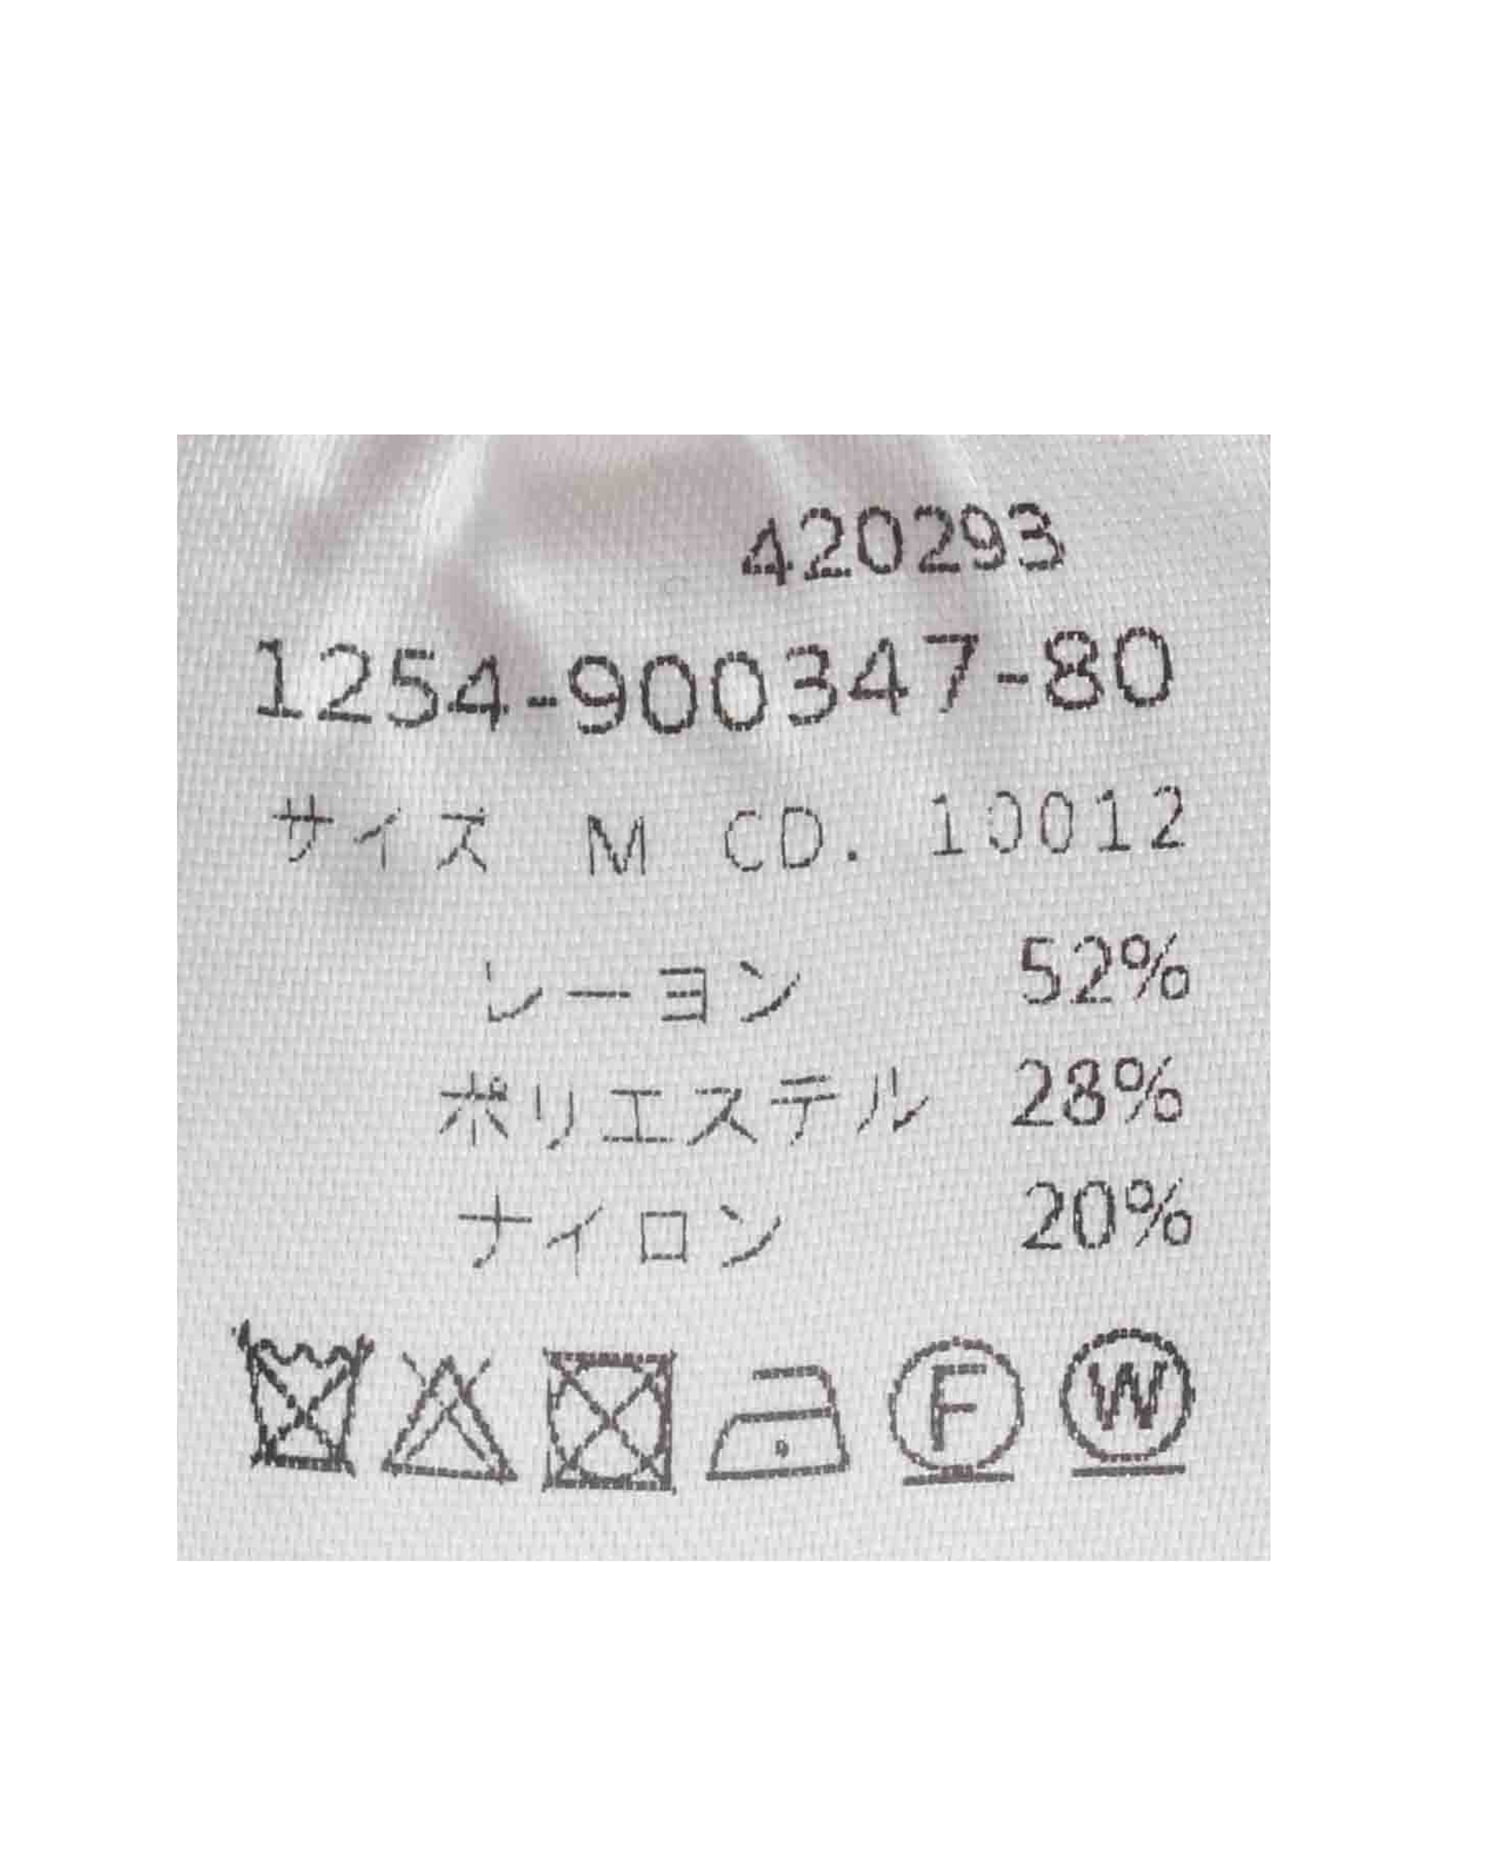 420293
1254-900347-80
サイズ M CD. 10012
レーヨン 52%
ポリエステル 28%
ナイロン 20%
F W